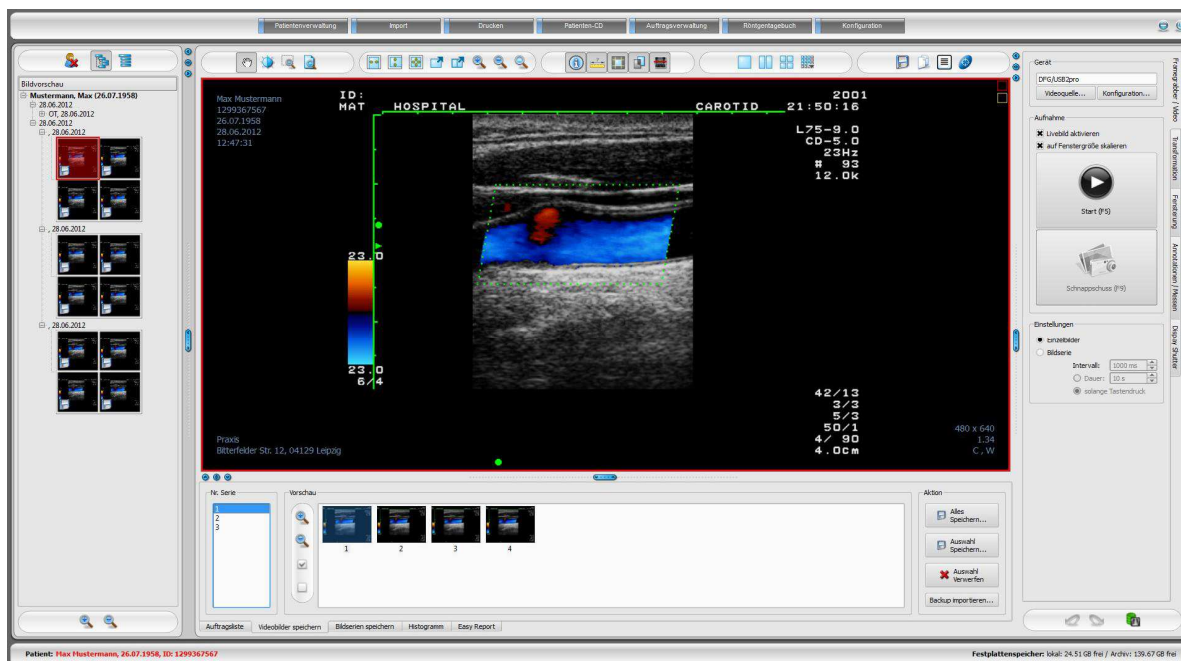 Patientenverwaltung Import Drucken Patienten-CD Auftragsverwaltung Röntgentagebuch Konfiguration
Bildvorschau
Mustermann, Max (26.07.1958)
28.06.2012
OT, 28.06.2012
28.06.2012
, 28.06.2012
, 28.06.2012
, 28.06.2012
Max Mustermann
1299367567
26.07.1958
28.06.2012
12:47:31
ID:
MAT HOSPITAL CAROTID
2001
21:50:16
L75-9.0
CD-5.0
23Hz
# 93
12.0k
23.0
23.0
6/4
42/13
3/3
5/3
50/1
4/ 90
4.0cm
Praxis
Bitterfelder Str. 12, 04129 Leipzig
480 x 640
1.34
C , W
Nr. Serie
1
2
3
Vorschau
1 2 3 4
Aktion
Alles Speichern...
Auswahl Speichern...
Auswahl Verwerfen
Backup importieren...
Auftragsliste Videobilder speichern Bildserien speichern Histogramm Easy Report
Gerät
DFG/USB2pro
Videoquelle... Konfiguration...
Aufnahme
Livebild aktivieren
auf Fenstergröße skalieren
Start (F5)
Schnappschuss (F9)
Einstellungen
Einzelbilder
Bildserie
Intervall: 1000 ms
Dauer: 10 s
solange Tastendruck
Framegrabber / Video
Transformation
Fensterung
Annotationen / Messen
Display Shutter
Patient: Max Mustermann, 26.07.1958, ID: 1299367567
Festplattenspeicher: lokal: 24.51 GB frei / Archiv: 139.67 GB frei